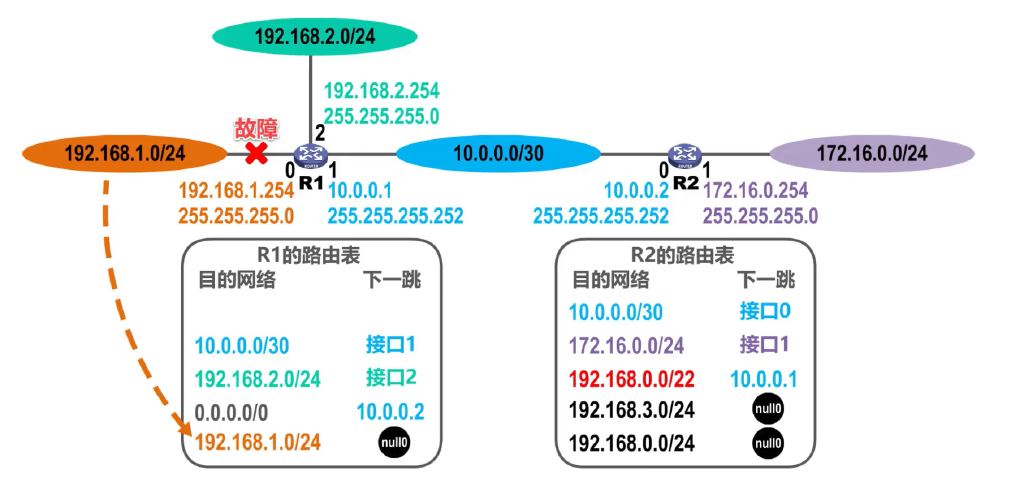 192.168.2.0/24
192.168.2.254
255.255.255.0
故障
2
192.168.1.0/24
ROUTER
10.0.0.0/30
ROUTER
172.16.0.0/24
0
R1
1
0
R2
1
192.168.1.254
255.255.255.0
10.0.0.1
255.255.255.252
10.0.0.2
255.255.255.252
172.16.0.254
255.255.255.0
R1的路由表
目的网络 下一跳
10.0.0.0/30 接口1
192.168.2.0/24 接口2
0.0.0.0/0 10.0.0.2
192.168.1.0/24 null0
R2的路由表
目的网络 下一跳
10.0.0.0/30 接口0
172.16.0.0/24 接口1
192.168.0.0/22 10.0.0.1
192.168.3.0/24 null0
192.168.0.0/24 null0